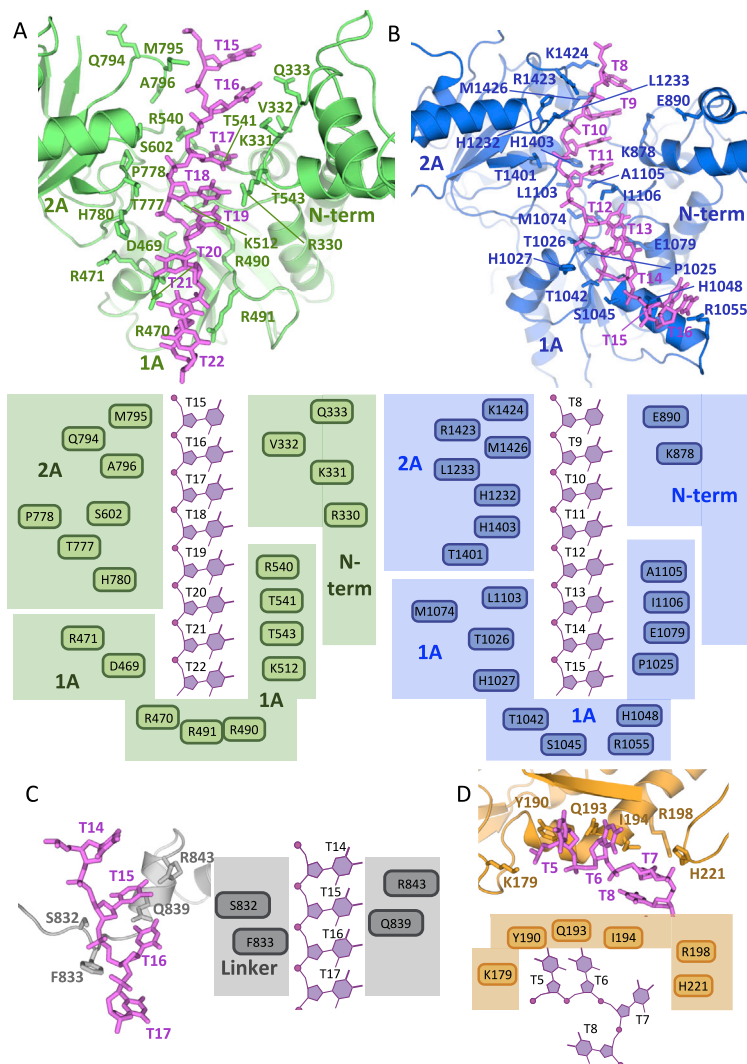 A
Q794
M795
T15
A796
T16
Q333
2A
R540
T541
V332
S602
T17
K331
P778
T18
T777
T543
N-term
H780
T19
D469
K512
R330
T20
R490
R471
T21
R470
R491
1A
T22
B
K1424
T8
R1423
L1233
M1426
T9
E890
H1232
T10
H1403
K878
2A
T11
T1401
A1105
L1103
I1106
N-term
M1074
T12
T13
T1026
E1079
H1027
P1025
T14
H1048
T1042
S1045
R1055
1A
T15
T16
M795
Q794
A796
2A
P778
S602
T777
H780
R471
D469
1A
T15
T16
T17
T18
T19
T20
T21
T22
Q333
V332
K331
R330
N-
term
R540
T541
T543
K512
1A
R470
R491
R490
K1424
R1423
M1426
2A
L1233
H1232
H1403
T1401
L1103
M1074
T1026
1A
H1027
T8
T9
T10
T11
T12
T13
T14
T15
E890
K878
N-term
A1105
I1106
E1079
P1025
T1042
1A
H1048
S1045
R1055
C
T14
T15
R843
S832
Q839
T16
F833
T17
S832
F833
Linker
T14
T15
T16
T17
R843
Q839
D
Y190
Q193
I194
R198
T5
T7
T6
H221
K179
T8
Y190
Q193
I194
R198
K179
H221
T5
T6
T7
T8